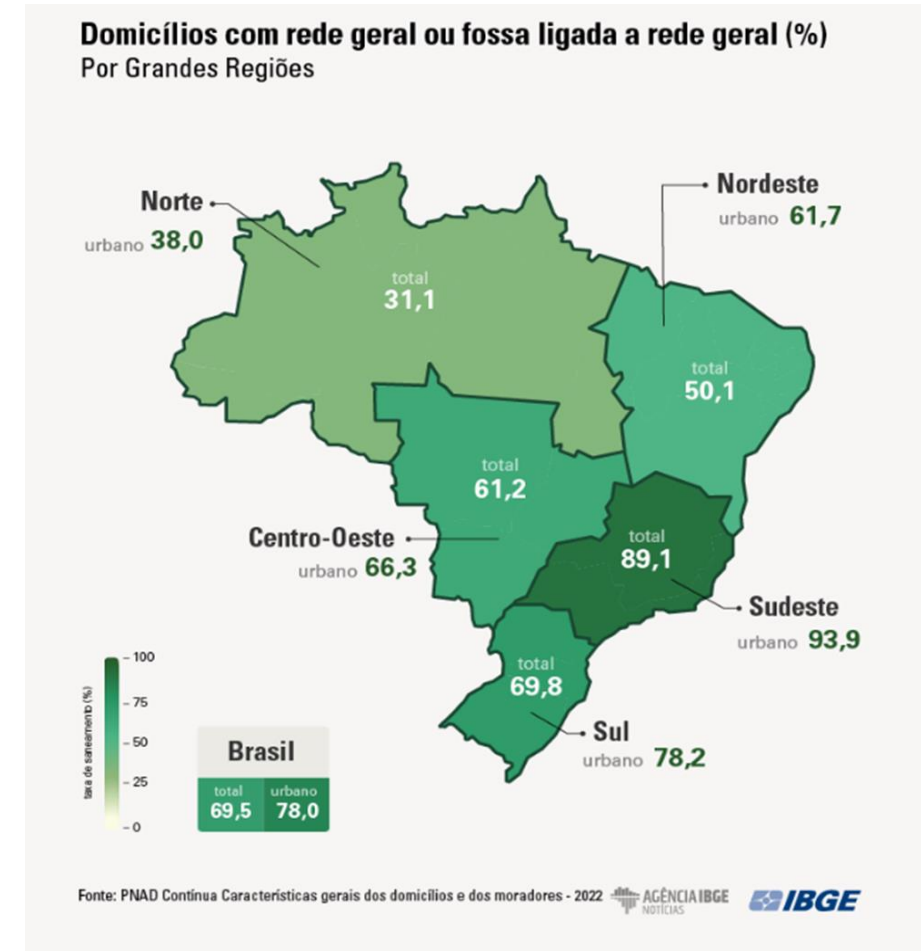 Domicílios com rede geral ou fossa ligada a rede geral (%)
Por Grandes Regiões
Norte
urbano 38,0
total
31,1
Nordeste
urbano 61,7
total
50,1
total
61,2
Centro-Oeste
urbano 66,3
total
89,1
Sudeste
urbano 93,9
total
69,8
Sul
urbano 78,2
taxa de saneamento (%)
100
75
50
25
0
Brasil
total urbano
69,5 78,0
Fonte: PNAD Contínua Características gerais dos domicílios e dos moradores - 2022
AGÊNCIA IBGE
NOTÍCIAS
IBGE